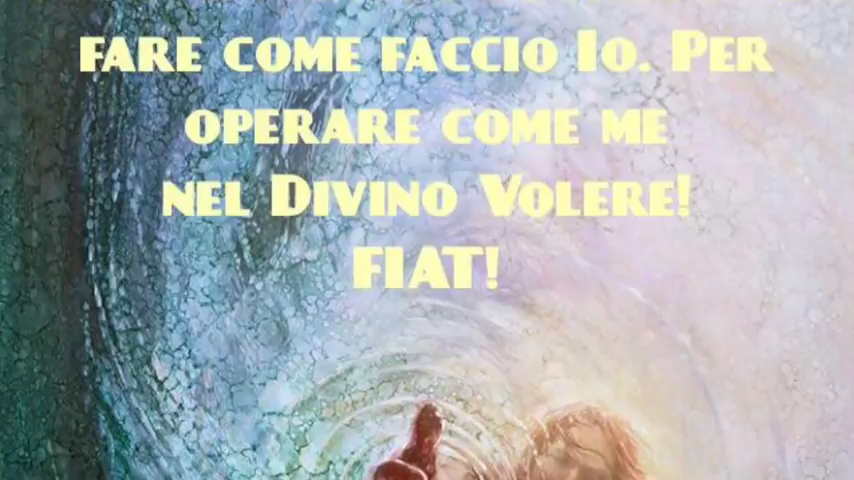 FARE COME FACCIO IO. PER
OPERARE COME ME
NEL DIVINO VOLERE!
FIAT!